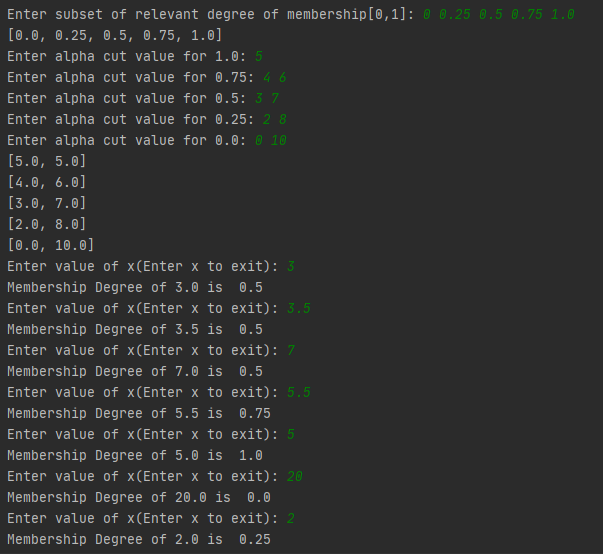 Enter subset of relevant degree of membership[0,1]: 0 0.25 0.5 0.75 1.0
[0.0, 0.25, 0.5, 0.75, 1.0]
Enter alpha cut value for 1.0: 5
Enter alpha cut value for 0.75: 4 6
Enter alpha cut value for 0.5: 3 7
Enter alpha cut value for 0.25: 2 8
Enter alpha cut value for 0.0: 0 10
[5.0, 5.0]
[4.0, 6.0]
[3.0, 7.0]
[2.0, 8.0]
[0.0, 10.0]
Enter value of x(Enter x to exit): 3
Membership Degree of 3.0 is  0.5
Enter value of x(Enter x to exit): 3.5
Membership Degree of 3.5 is  0.5
Enter value of x(Enter x to exit): 7
Membership Degree of 7.0 is  0.5
Enter value of x(Enter x to exit): 5.5
Membership Degree of 5.5 is  0.75
Enter value of x(Enter x to exit): 5
Membership Degree of 5.0 is  1.0
Enter value of x(Enter x to exit): 20
Membership Degree of 20.0 is  0.0
Enter value of x(Enter x to exit): 2
Membership Degree of 2.0 is  0.25